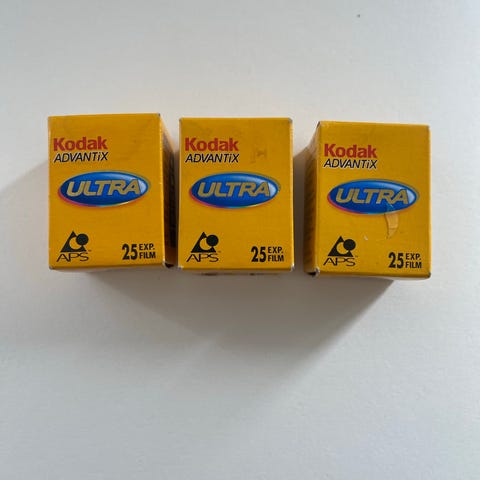 Kodak
ADVANTiX
ULTRA
APS
25 EXP. FILM
Kodak
ADVANTiX
ULTRA
APS
25 EXP. FILM
Kodak
ADVANTiX
ULTRA
APS
25 EXP. FILM